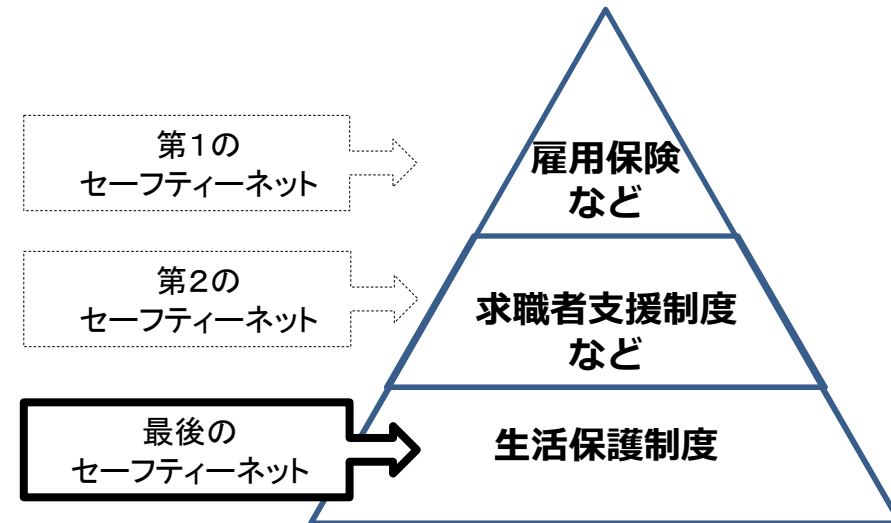 第１の
セーフティーネット
雇用保険
など
第２の
セーフティーネット
求職者支援制度
など
最後の
セーフティーネット
生活保護制度